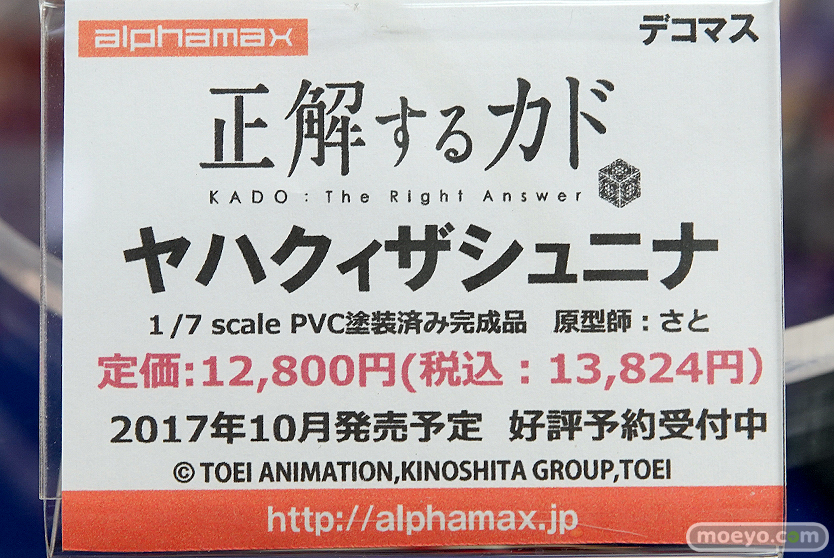 alphamax
デコマス
正解するカド
KADO : The Right Answer
ヤハクィザシュニナ
1/7 scale PVC塗装済み完成品 原型師：さと
定価:12,800円(税込：13,824円)
2017年10月発売予定 好評予約受付中
© TOEI ANIMATION,KINOSHITA GROUP,TOEI
http://alphamax.jp
moeyo.com